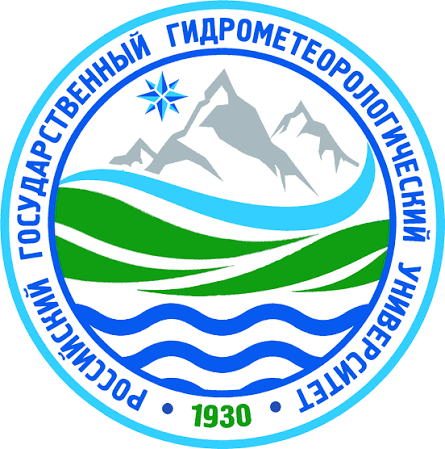 РОССИЙСКИЙ ГОСУДАРСТВЕННЫЙ ГИДРОМЕТЕОРОЛОГИЧЕСКИЙ УНИВЕРСИТЕТ
• 1930 •